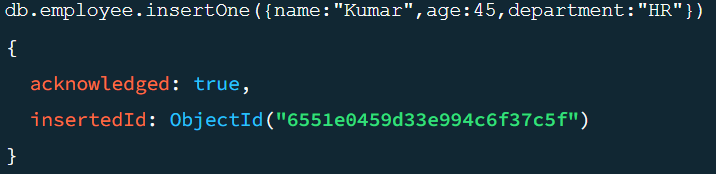 db.employee.insertOne({name:"Kumar",age:45,department:"HR"})
{
acknowledged: true,
insertedId: ObjectId("6551e0459d33e994c6f37c5f")
}